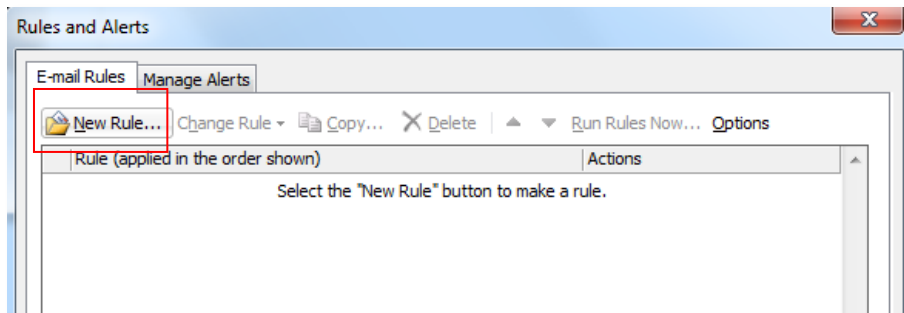 Rules and Alerts
E-mail Rules Manage Alerts
New Rule... Change Rule Copy... Delete Run Rules Now... Options
Rule (applied in the order shown) Actions
Select the "New Rule" button to make a rule.